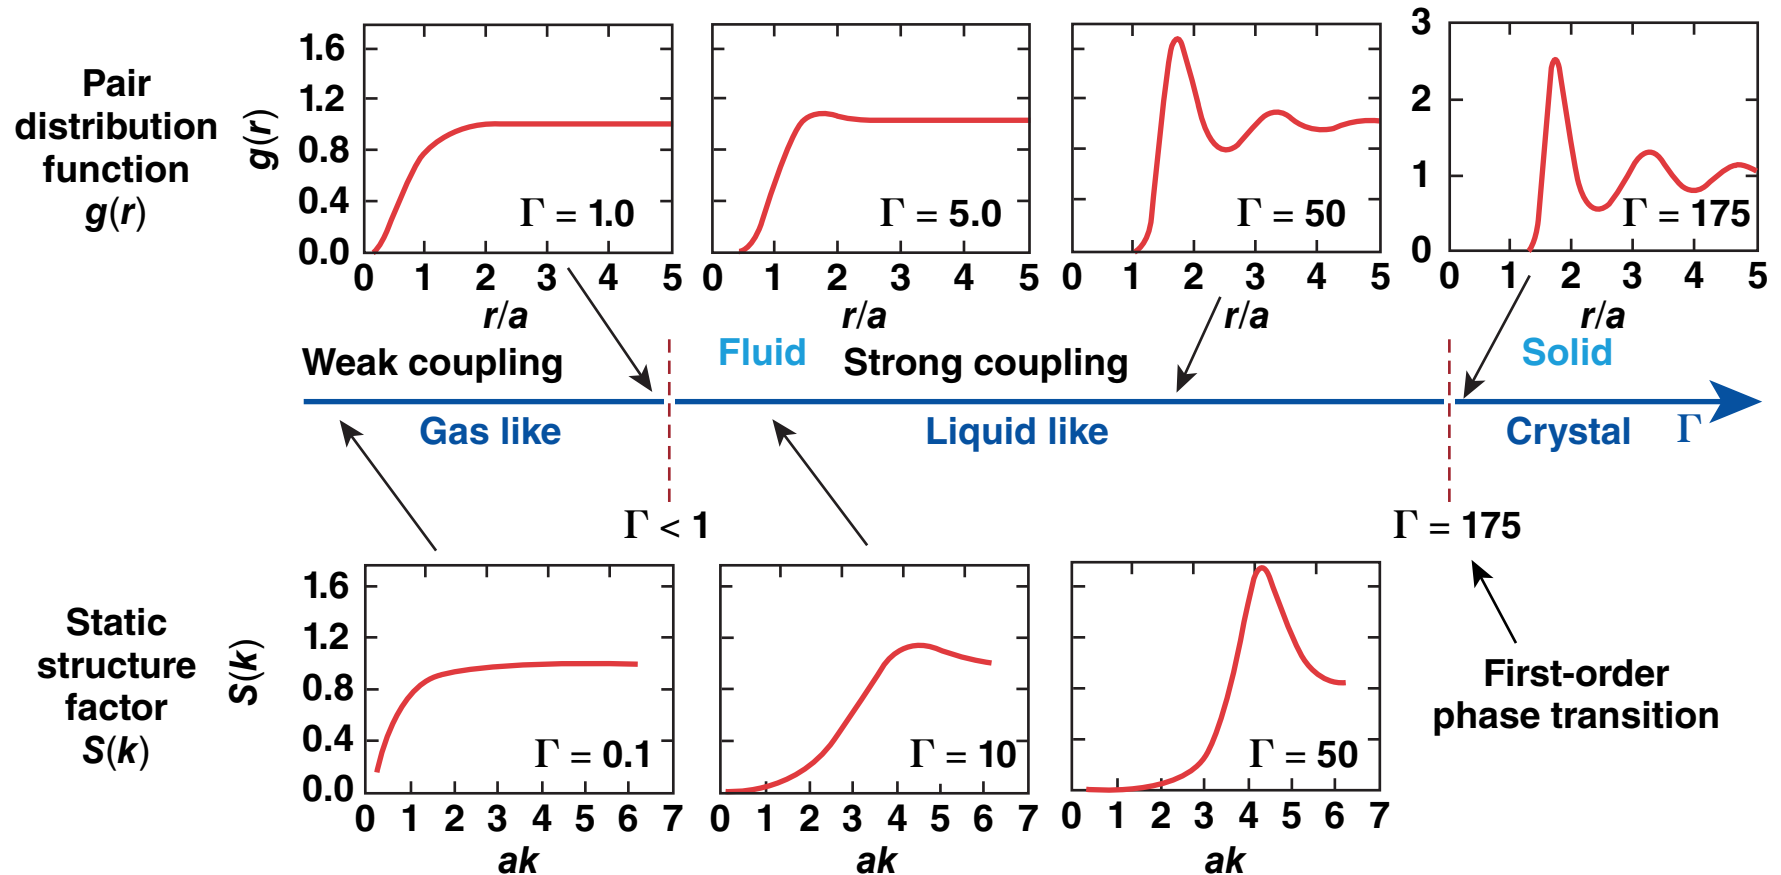 Pair
distribution
function
g(r)
g(r)
1.6
1.2
0.8
0.4
0.0
Γ = 1.0
0 1 2 3 4 5
r/a
Γ = 5.0
0 1 2 3 4 5
r/a
Γ = 50
0 1 2 3 4 5
r/a
3
2
1
0
Γ = 175
0 1 2 3 4 5
r/a
Weak coupling
Fluid
Strong coupling
Solid
Gas like
Liquid like
Crystal
Γ
Γ < 1
Γ = 175
First-order
phase transition
Static
structure
factor
S(k)
S(k)
1.6
1.2
0.8
0.4
0.0
Γ = 0.1
0 1 2 3 4 5 6 7
ak
Γ = 10
0 1 2 3 4 5 6 7
ak
Γ = 50
0 1 2 3 4 5 6 7
ak